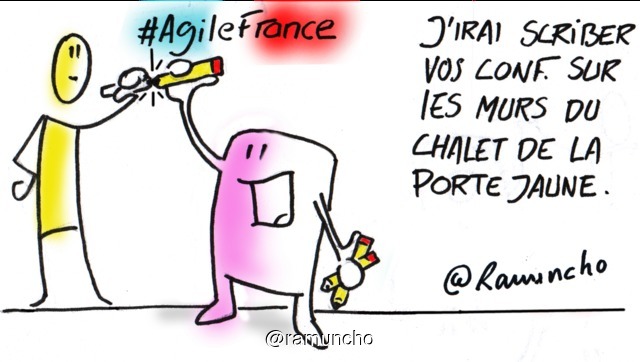 #AgileFrance
J'IRAI SCRIBER
VOS CONF. SUR
LES MURS DU
CHALET DE LA
PORTE JAUNE.
@Ramuncho
@ramuncho